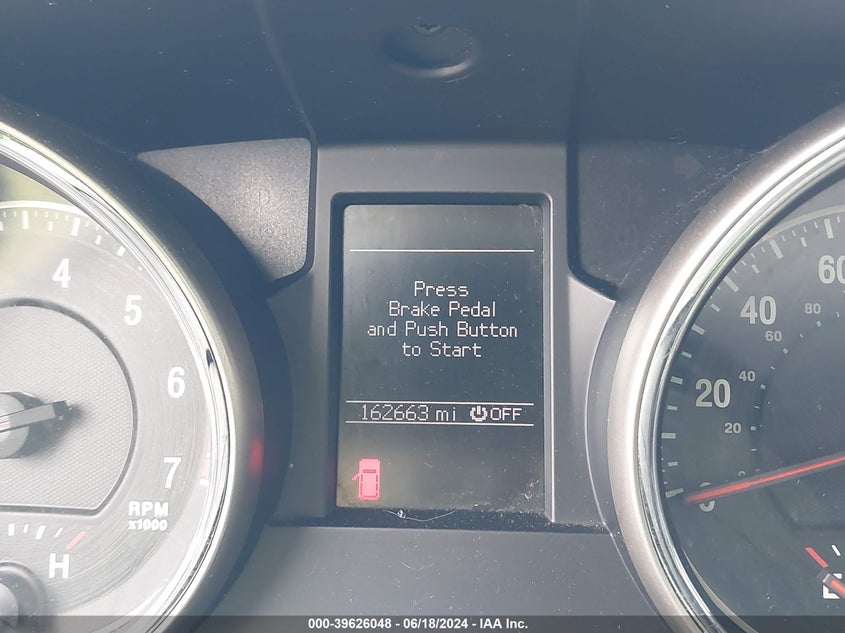 Press
Brake Pedal
and Push Button
to Start
162663 mi OFF
4
5
6
7
RPM
x1000
H
60
40
80
60
20
40
20
0
E
000-39626048 - 06/18/2024 - IAA Inc.